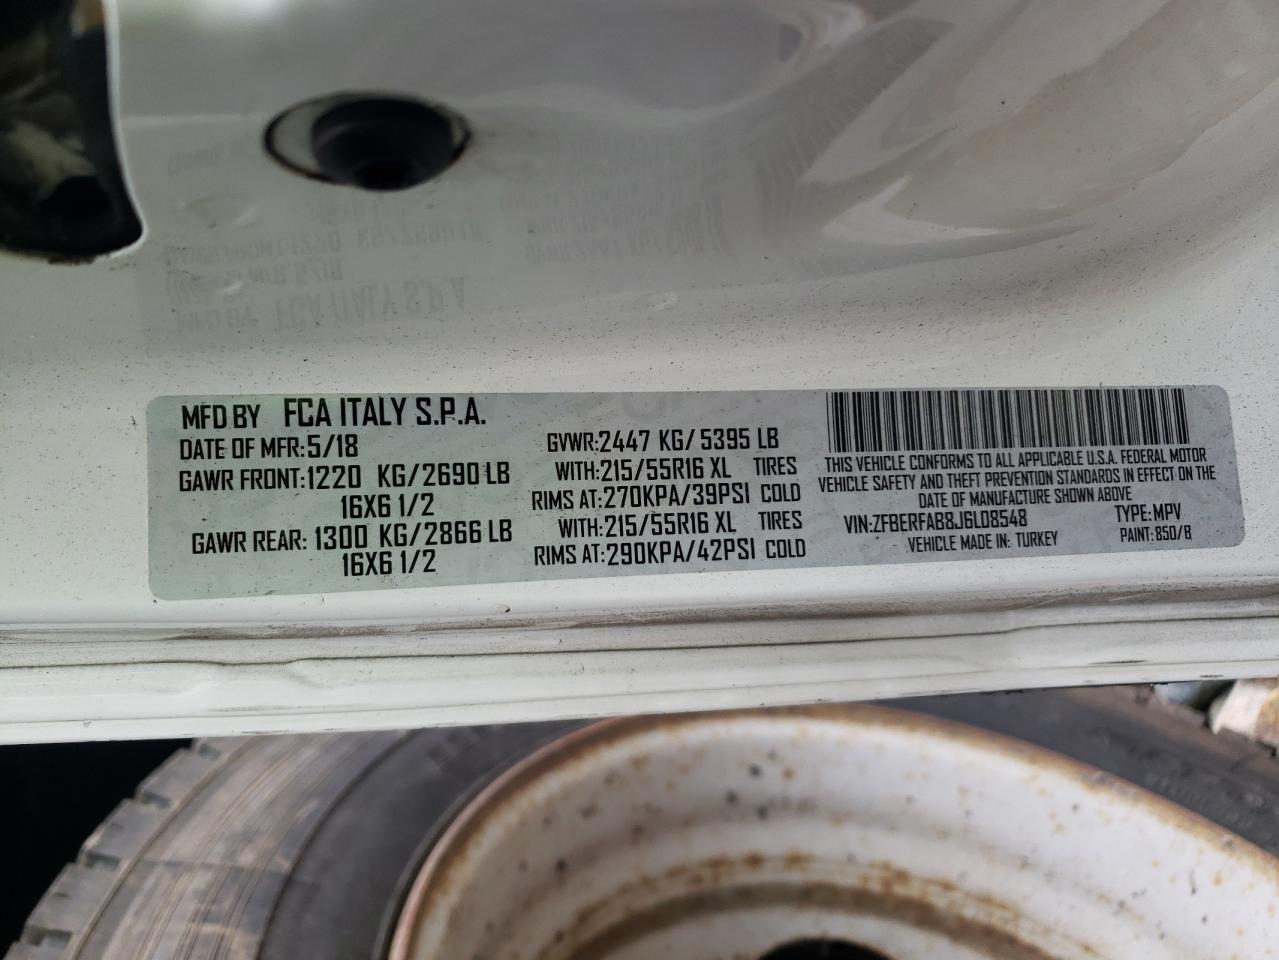 MFD BY FCA ITALY S.P.A.
DATE OF MFR:5/18
GAWR FRONT:1220 KG/2690 LB
16X6 1/2
GAWR REAR: 1300 KG/2866 LB
16X6 1/2
GVWR:2447 KG/5395 LB
WITH:215/55R16 XL TIRES
RIMS AT:270KPA/39PSI COLD
WITH:215/55R16 XL TIRES
RIMS AT:290KPA/42PSI COLD
THIS VEHICLE CONFORMS TO ALL APPLICABLE U.S.A. FEDERAL MOTOR
VEHICLE SAFETY AND THEFT PREVENTION STANDARDS IN EFFECT ON THE
DATE OF MANUFACTURE SHOWN ABOVE
VIN:ZFBERFAB8J6L08548 TYPE:MPV
VEHICLE MADE IN: TURKEY PAINT:850/B